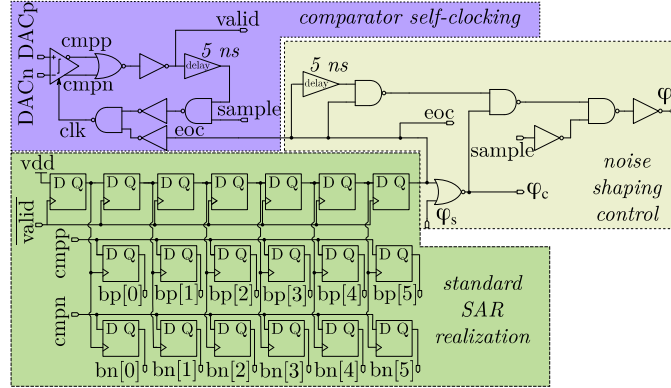 comparator self-clocking
valid
DACn DACp
cmpp
cmpn
5 ns
delay
sample
clk
eoc
5 ns
delay
eoc
sample
φ
noise
shaping
control
φc
φs
vdd
D Q
D Q
D Q
D Q
D Q
D Q
D Q
valid
cmpp
D Q
D Q
D Q
D Q
D Q
D Q
bp[0]
bp[1]
bp[2]
bp[3]
bp[4]
bp[5]
cmpn
D Q
D Q
D Q
D Q
D Q
D Q
bn[0]
bn[1]
bn[2]
bn[3]
bn[4]
bn[5]
standard
SAR
realization